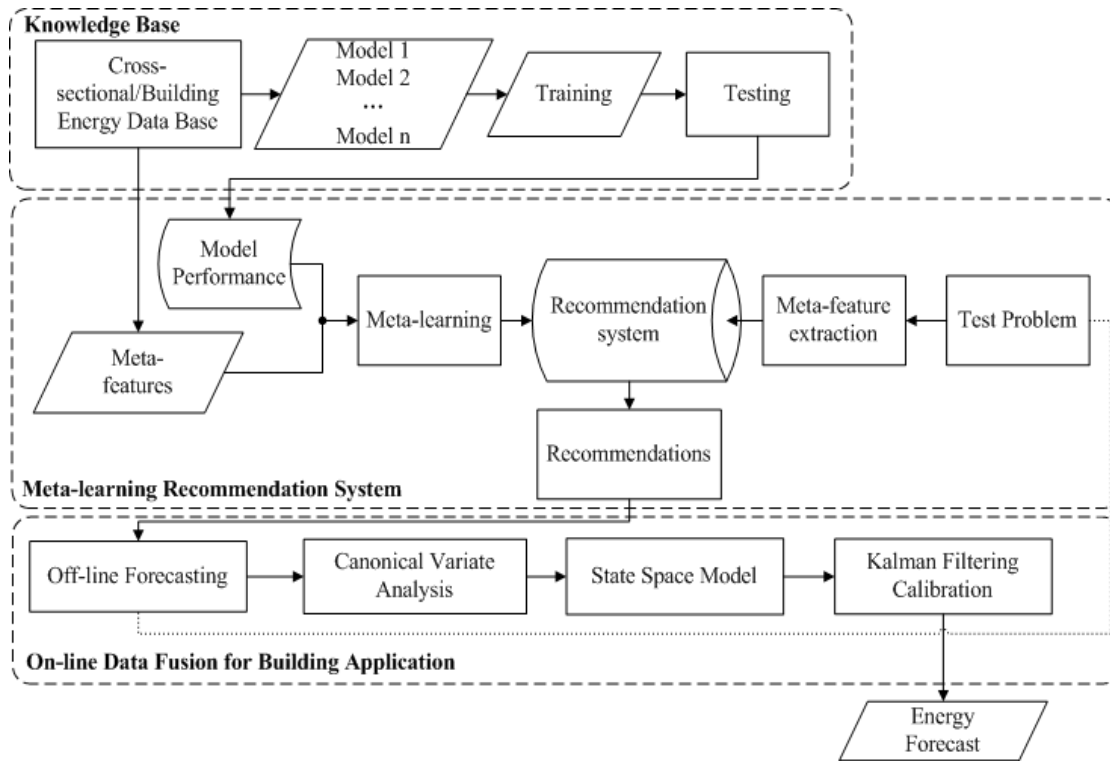 Knowledge Base
Cross-
sectional/Building
Energy Data Base
Model 1
Model 2
...
Model n
Training
Testing
Model
Performance
Meta-
features
Meta-learning
Recommendation
system
Meta-feature
extraction
Test Problem
Recommendations
Meta-learning Recommendation System
Off-line Forecasting
Canonical Variate
Analysis
State Space Model
Kalman Filtering
Calibration
On-line Data Fusion for Building Application
Energy
Forecast